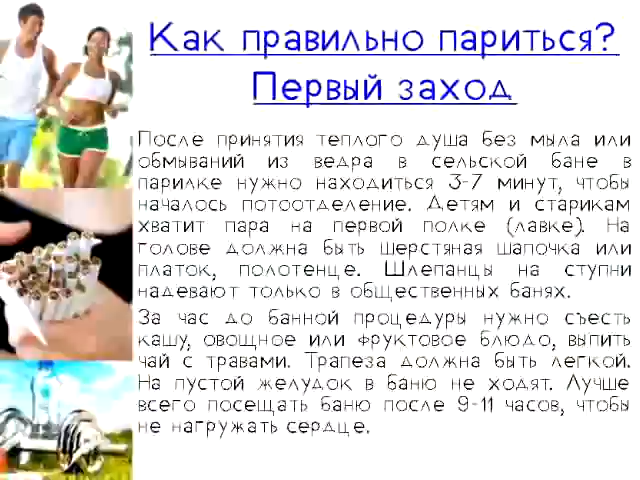 Как правильно париться?
Первый заход
После принятия теплого душа без мыла или
обмываний из ведра в сельской бане в
парилке нужно находиться 3-7 минут, чтобы
началось потоотделение. Детям и старикам
хватит пара на первой полке (лавке). На
голове должна быть шерстяная шапочка или
платок, полотенце. Шлепанцы на ступни
надевают только в общественных банях.
За час до банной процедуры нужно съесть
кашу, овощное или фруктовое блюдо, выпить
чай с травами. Трапеза должна быть легкой.
На пустой желудок в баню не ходят. Лучше
всего посещать баню после 9-11 часов, чтобы
не нагружать сердце.